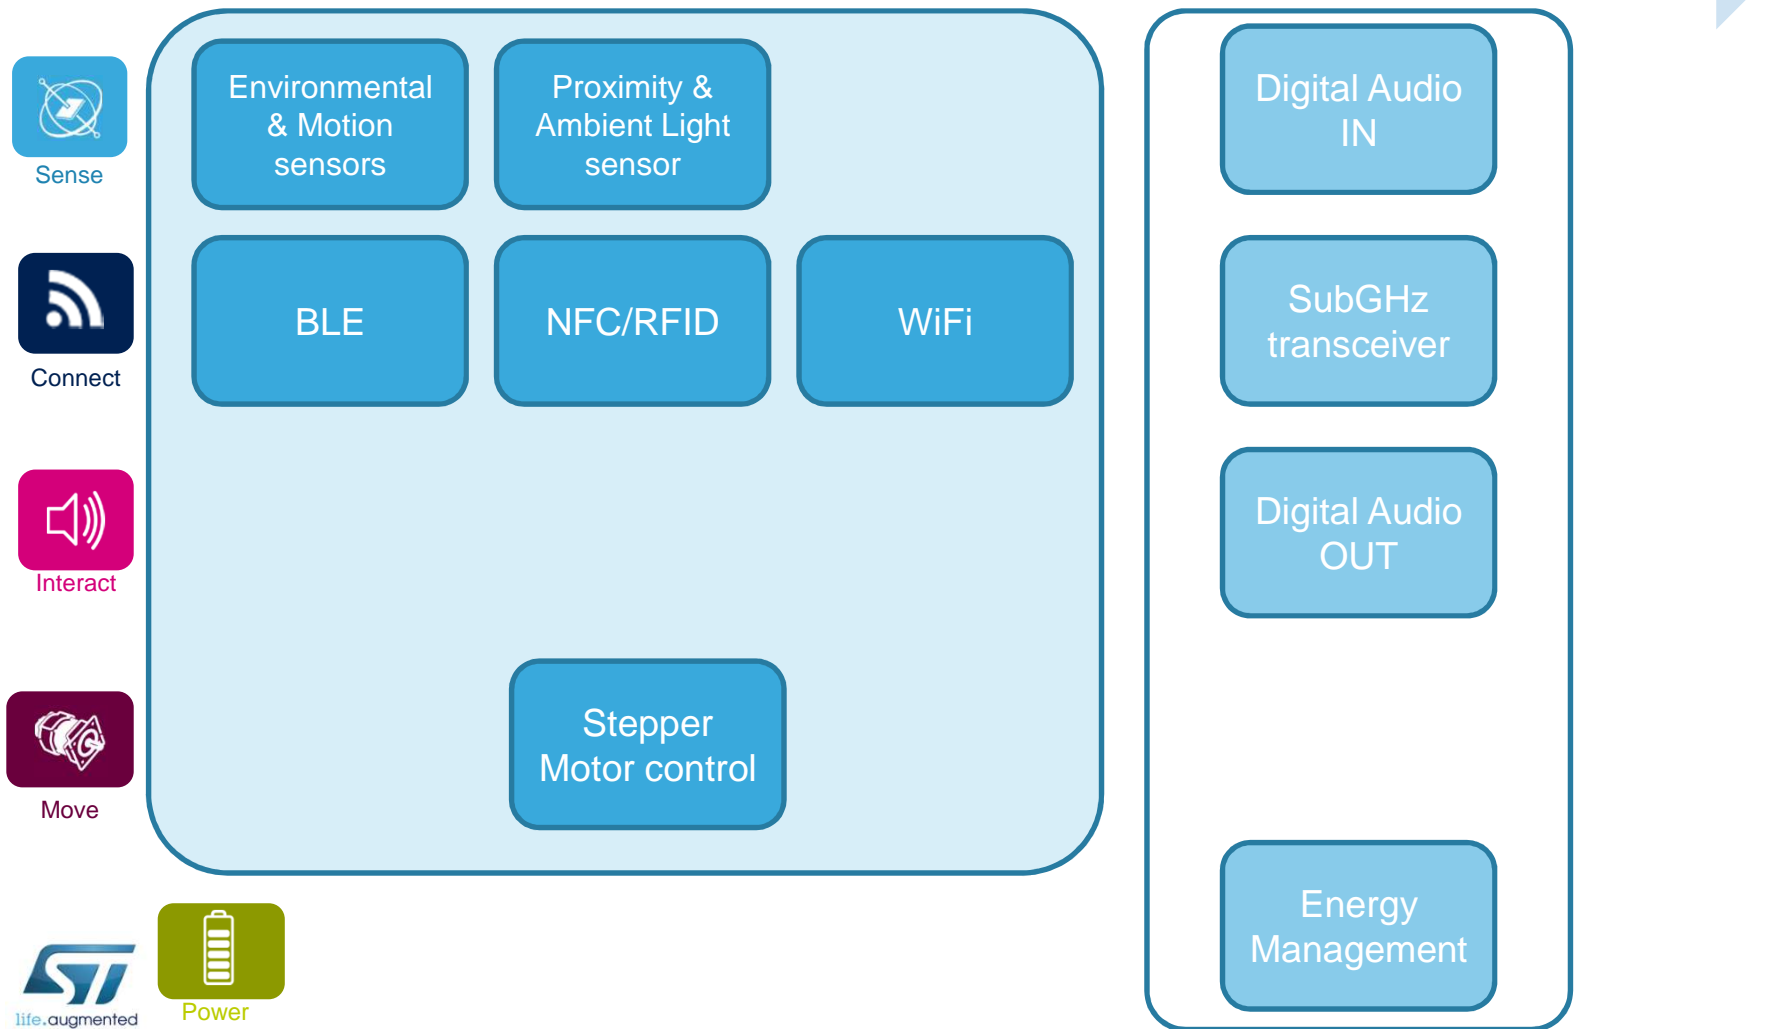 Environmental
& Motion
sensors
Proximity &
Ambient Light
sensor
Digital Audio
IN
Sense
BLE
NFC/RFID
WiFi
SubGHz
transceiver
Connect
Digital Audio
OUT
Interact
Stepper
Motor control
Move
Energy
Management
Power
ST
life.augmented